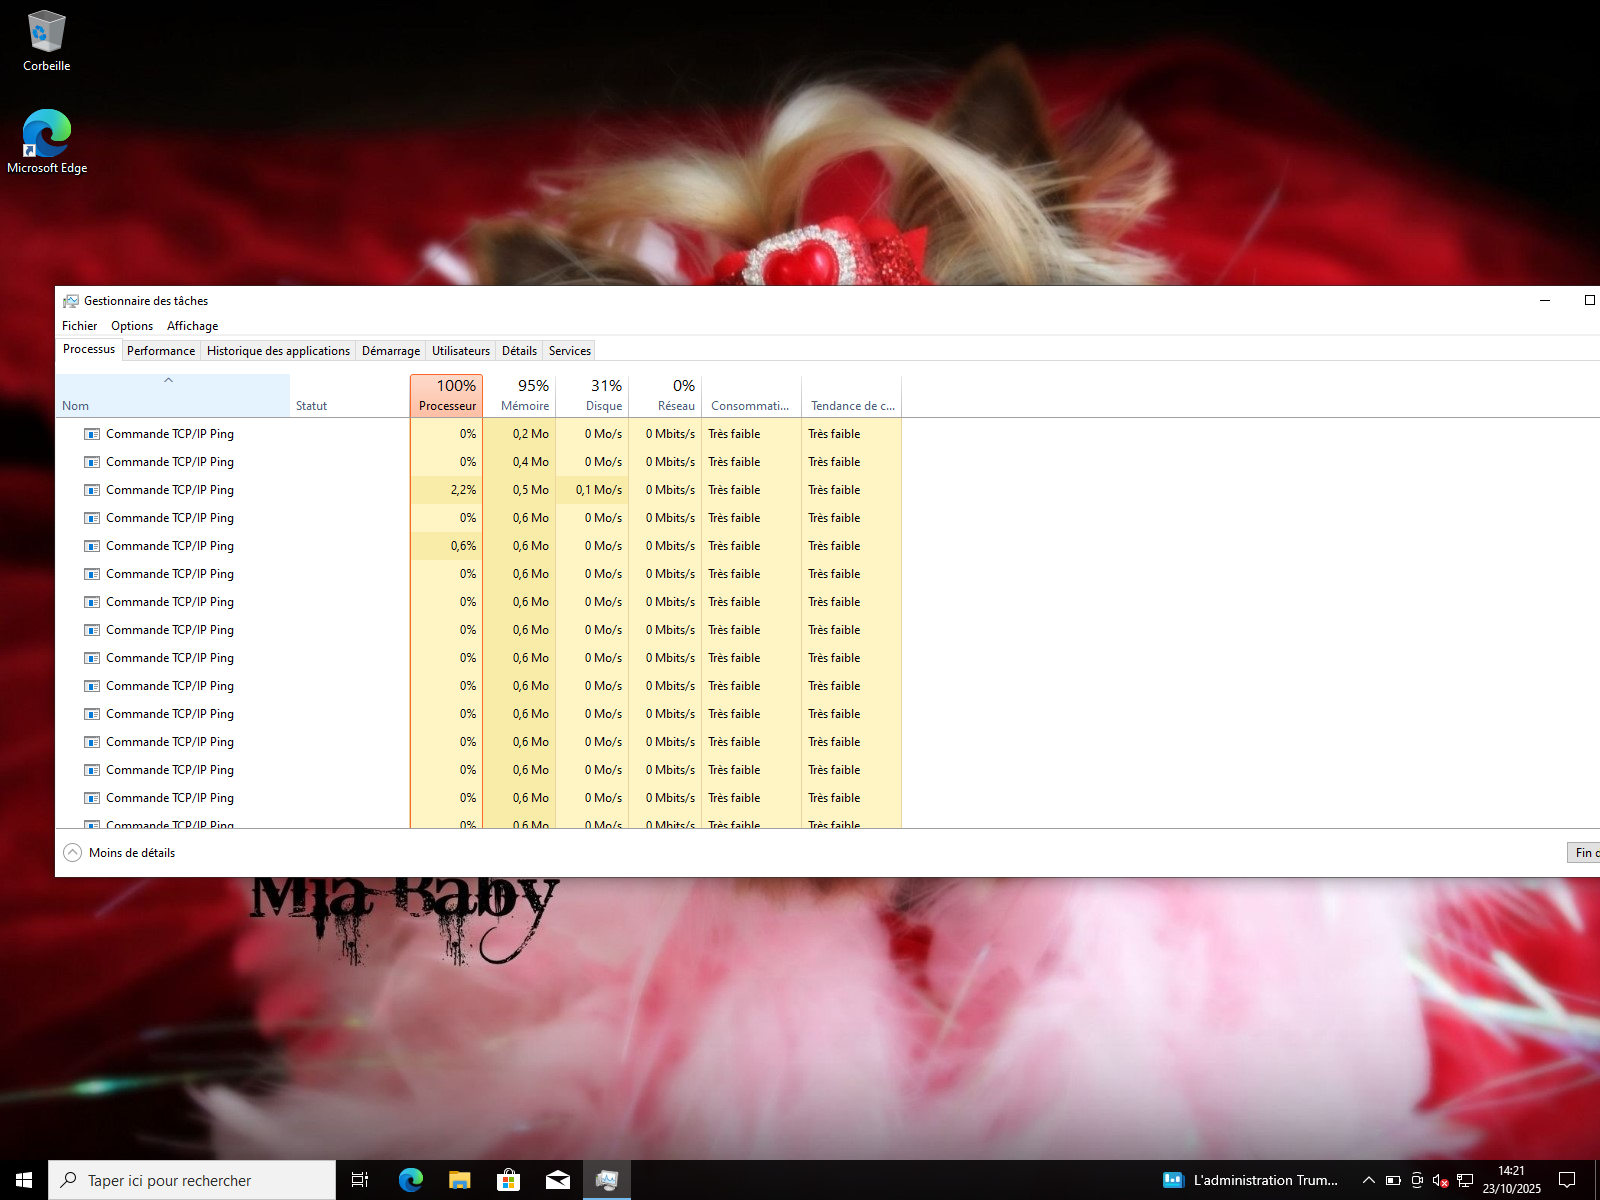 Corbeille
Microsoft Edge
Gestionnaire des tâches
Fichier Options Affichage
Processus Performance Historique des applications Démarrage Utilisateurs Détails Services
100% 95% 31% 0%
Nom Statut Processeur Mémoire Disque Réseau Consommati... Tendance de c...
Commande TCP/IP Ping 0% 0,2 Mo 0 Mo/s 0 Mbits/s Très faible Très faible
Commande TCP/IP Ping 0% 0,4 Mo 0 Mo/s 0 Mbits/s Très faible Très faible
Commande TCP/IP Ping 2,2% 0,5 Mo 0,1 Mo/s 0 Mbits/s Très faible Très faible
Commande TCP/IP Ping 0% 0,6 Mo 0 Mo/s 0 Mbits/s Très faible Très faible
Commande TCP/IP Ping 0,6% 0,6 Mo 0 Mo/s 0 Mbits/s Très faible Très faible
Commande TCP/IP Ping 0% 0,6 Mo 0 Mo/s 0 Mbits/s Très faible Très faible
Commande TCP/IP Ping 0% 0,6 Mo 0 Mo/s 0 Mbits/s Très faible Très faible
Commande TCP/IP Ping 0% 0,6 Mo 0 Mo/s 0 Mbits/s Très faible Très faible
Commande TCP/IP Ping 0% 0,6 Mo 0 Mo/s 0 Mbits/s Très faible Très faible
Commande TCP/IP Ping 0% 0,6 Mo 0 Mo/s 0 Mbits/s Très faible Très faible
Commande TCP/IP Ping 0% 0,6 Mo 0 Mo/s 0 Mbits/s Très faible Très faible
Commande TCP/IP Ping 0% 0,6 Mo 0 Mo/s 0 Mbits/s Très faible Très faible
Commande TCP/IP Ping 0% 0,6 Mo 0 Mo/s 0 Mbits/s Très faible Très faible
Commande TCP/IP Ping 0% 0,6 Mo 0 Mo/s 0 Mbits/s Très faible Très faible
Commande TCP/IP Ping 0% 0,6 Mo 0 Mo/s 0 Mbits/s Très faible Très faible
Moins de détails
Fin d
Mia Baby
Taper ici pour rechercher
L'administration Trum...
14:21
23/10/2025